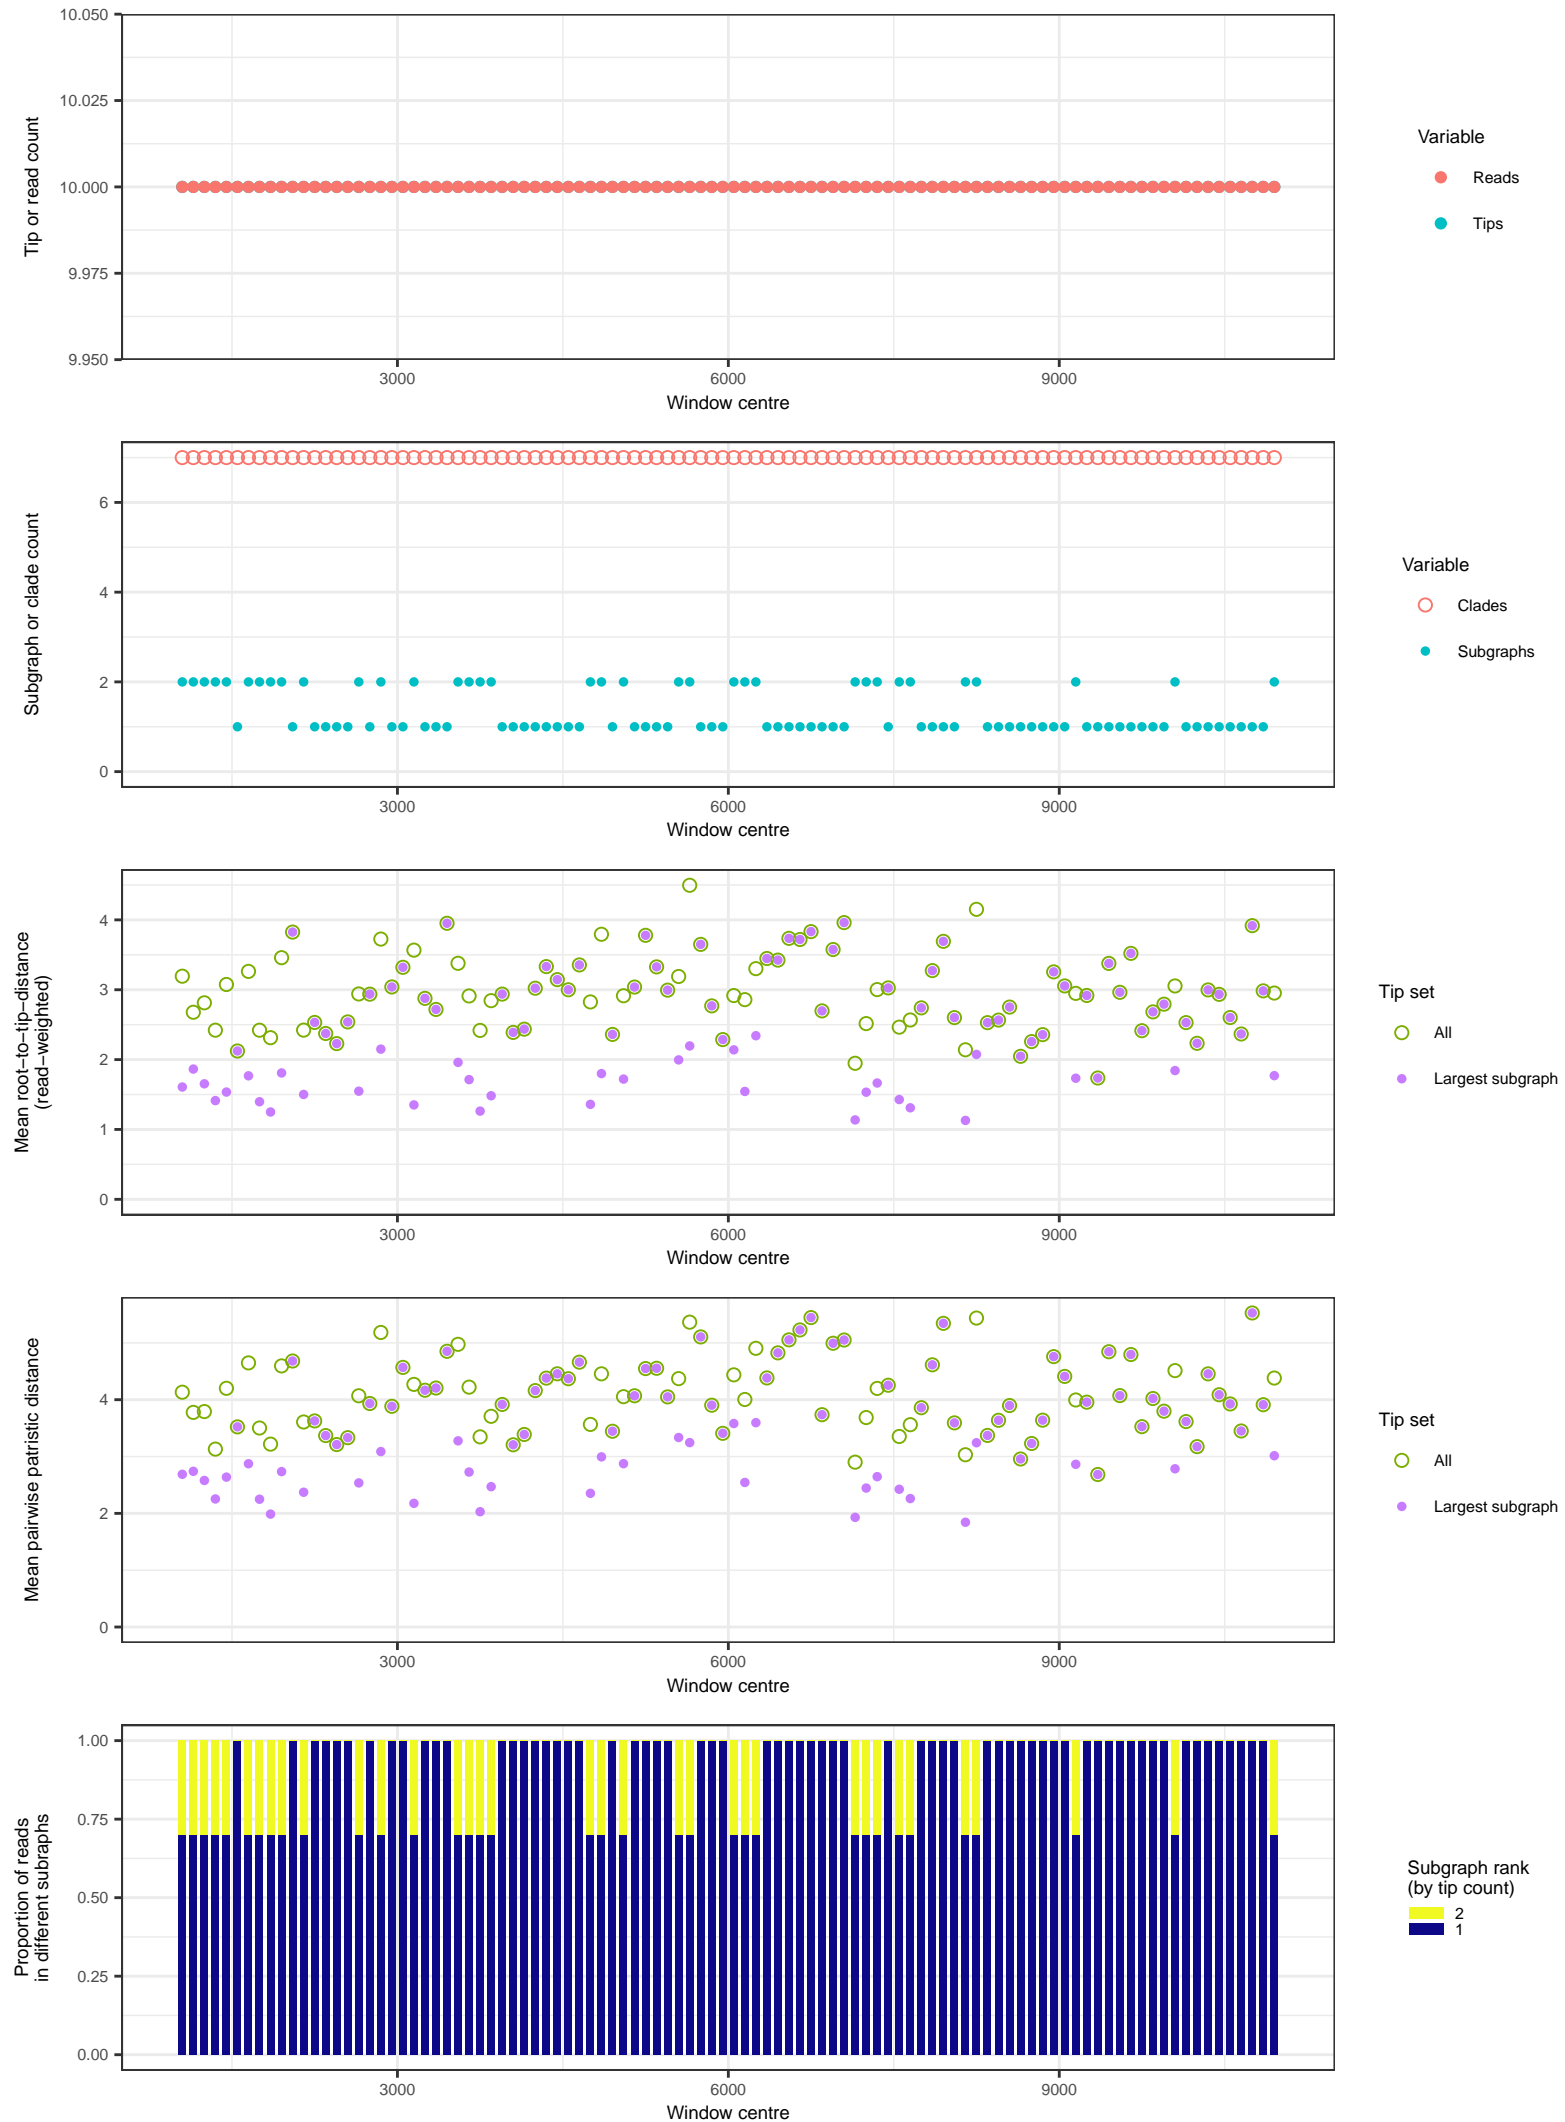 10.050
10.025
10.000
9.975
9.950
Tip or read count
3000
6000
9000
Window centre
Variable
Reads
Tips
6
4
2
0
Subgraph or clade count
3000
6000
9000
Window centre
Variable
Clades
Subgraphs
4
3
2
1
0
Mean root−to−tip−distance
(read−weighted)
3000
6000
9000
Window centre
Tip set
All
Largest subgraph
4
2
0
Mean pairwise patristic distance
3000
6000
9000
Window centre
Tip set
All
Largest subgraph
1.00
0.75
0.50
0.25
0.00
Proportion of reads
in different subraphs
3000
6000
9000
Window centre
Subgraph rank
(by tip count)
2
1